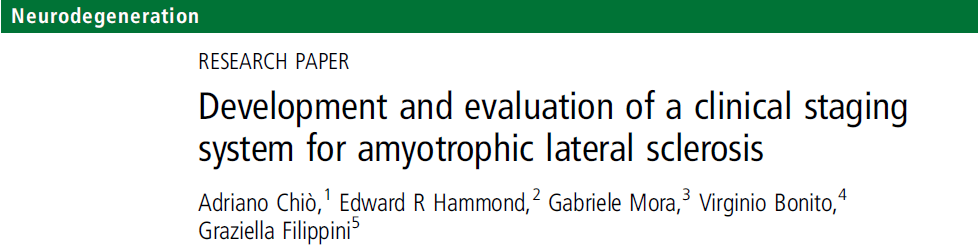 Neurodegeneration
RESEARCH PAPER
Development and evaluation of a clinical staging
system for amyotrophic lateral sclerosis
Adriano Chiò,1 Edward R Hammond,2 Gabriele Mora,3 Virginio Bonito,4
Graziella Filippini5